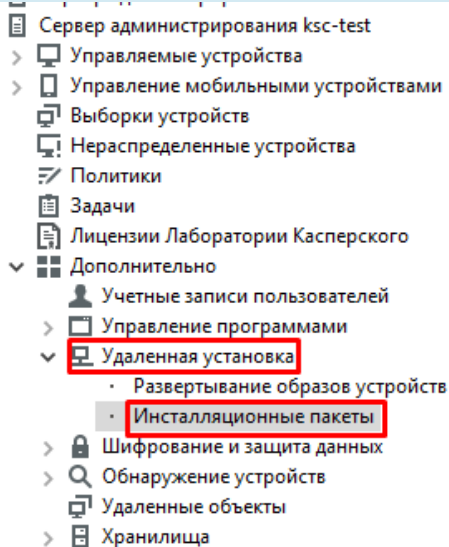 Сервер администрирования ksc-test
Управляемые устройства
Управление мобильными устройствами
Выборки устройств
Нераспределенные устройства
Политики
Задачи
Лицензии Лаборатории Касперского
Дополнительно
Учетные записи пользователей
Управление программами
Удаленная установка
Развертывание образов устройств
Инсталляционные пакеты
Шифрование и защита данных
Обнаружение устройств
Удаленные объекты
Хранилища